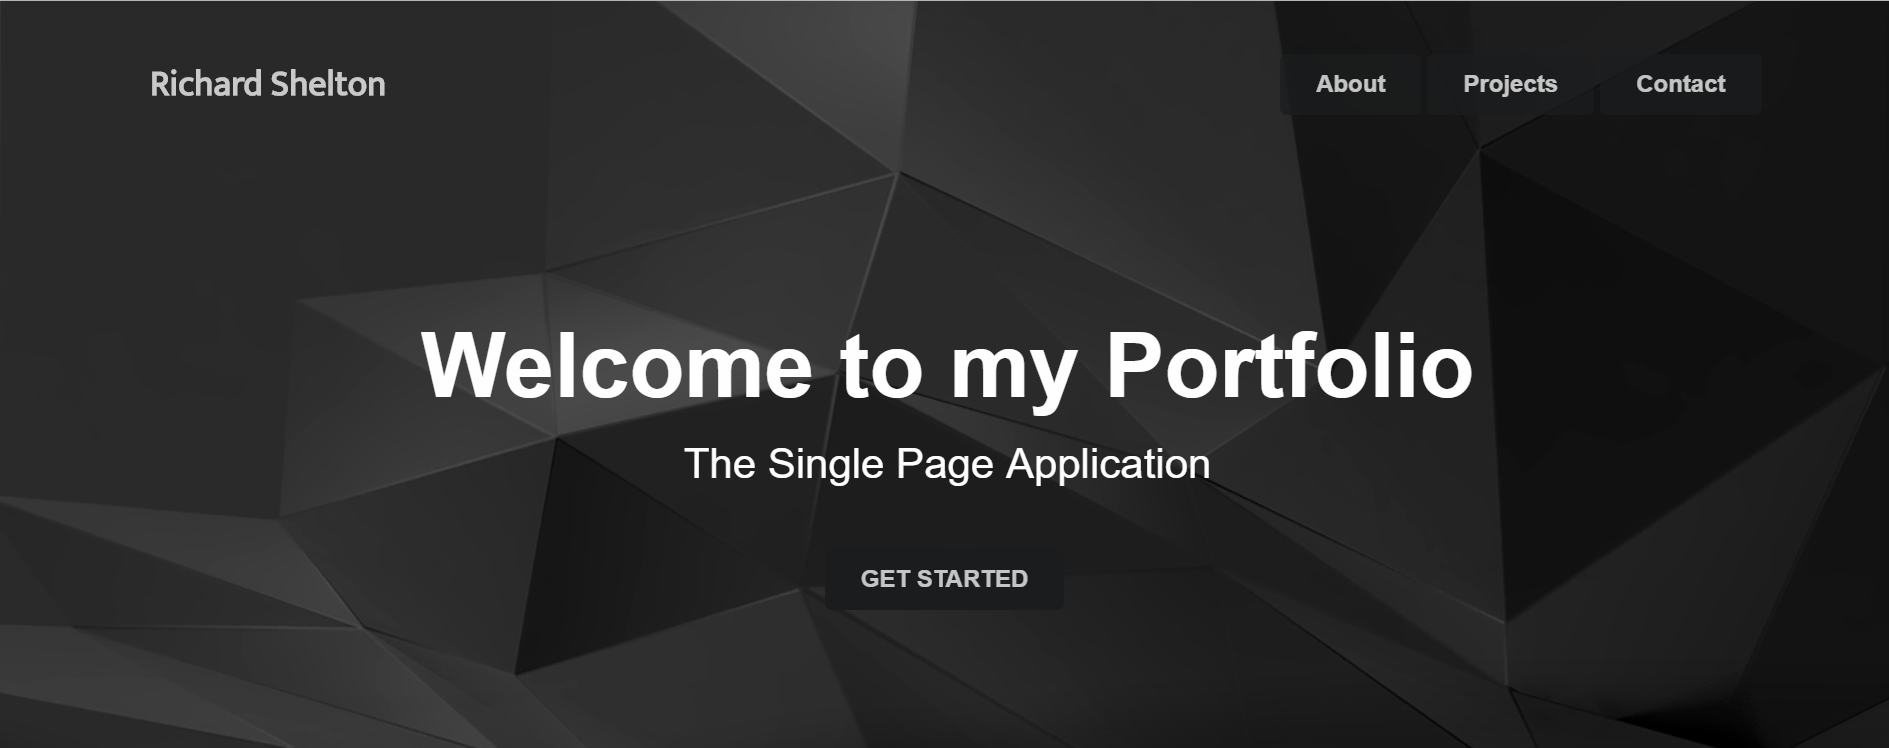 Richard Shelton
About Projects Contact
Welcome to my Portfolio
The Single Page Application
GET STARTED